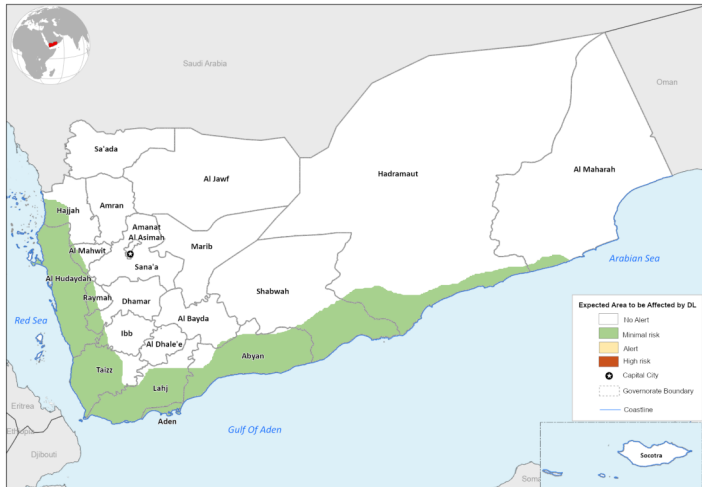 Saudi Arabia
Oman
Sa'ada
Hadramaut
Al Maharah
Al Jawf
Amran
Hajjah
Amanat
Al Asimah
Marib
Al Mahwit
Sana'a
Arabian Sea
Al Hudaydah
Shabwah
Raymah
Dhamar
Al Bayda
Red Sea
Ibb
Al Dhale'e
Abyan
Taizz
Lahj
Aden
Gulf Of Aden
Eritrea
Ethiopia
Djibouti
Soma
Expected Area to be Affected by DL
No Alert
Minimal risk
Alert
High risk
Capital City
Governorate Boundary
Coastline
Socotra